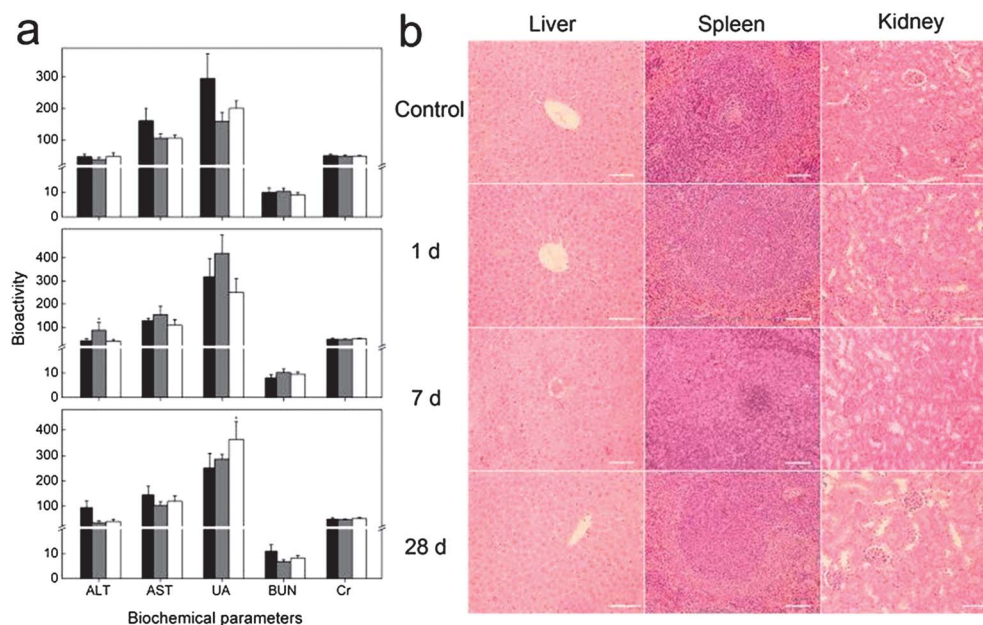 a
300
200
100
10
0
400
300
200
100
10
0
400
300
200
100
10
0
Bioactivity
*
*
ALT AST UA BUN Cr
Biochemical parameters
b
Liver Spleen Kidney
Control
1 d
7 d
28 d